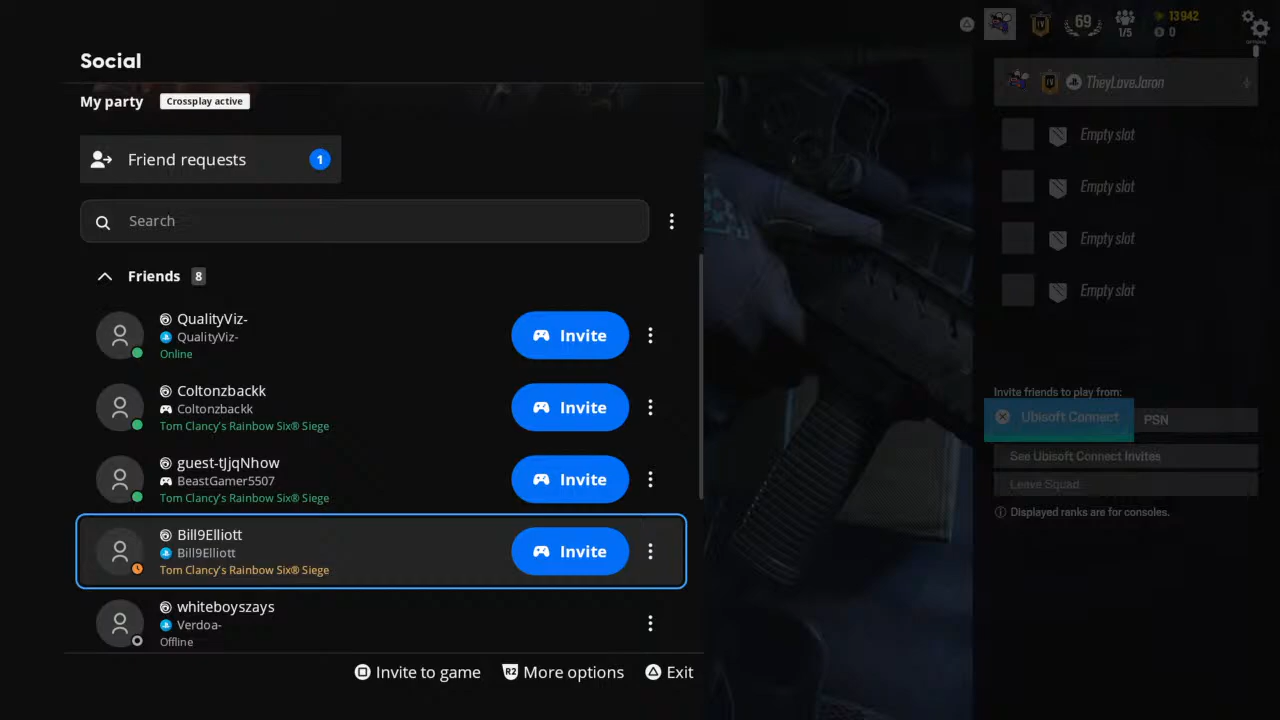 Social
My party
Crossplay active
Friend requests
1
Search
Friends 8
QualityViz-
QualityViz-
Online
Invite
Coltonzbackk
Coltonzbackk
Tom Clancy's Rainbow Six® Siege
Invite
guest-tJjqNhow
BeastGamer5507
Tom Clancy's Rainbow Six® Siege
Invite
Bill9Elliott
Bill9Elliott
Tom Clancy's Rainbow Six® Siege
Invite
whiteboyszays
Verdoa-
Offline
Invite to game
R2 More options
Exit
IV
69
1/5
13942
0
OPTIONS
IV
TheyLoveJaron
Empty slot
Empty slot
Empty slot
Empty slot
Invite friends to play from:
Ubisoft Connect
PSN
See Ubisoft Connect Invites
Leave Squad
Displayed ranks are for consoles.